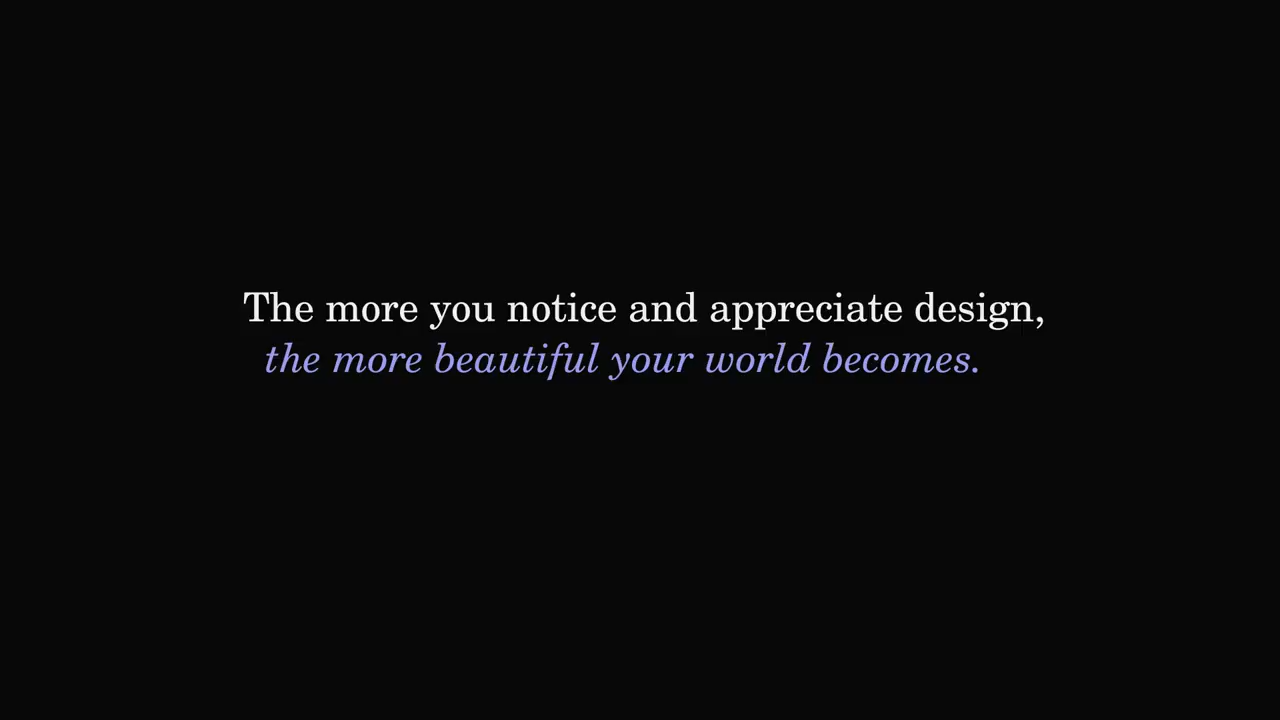 The more you notice and appreciate design,
the more beautiful your world becomes.